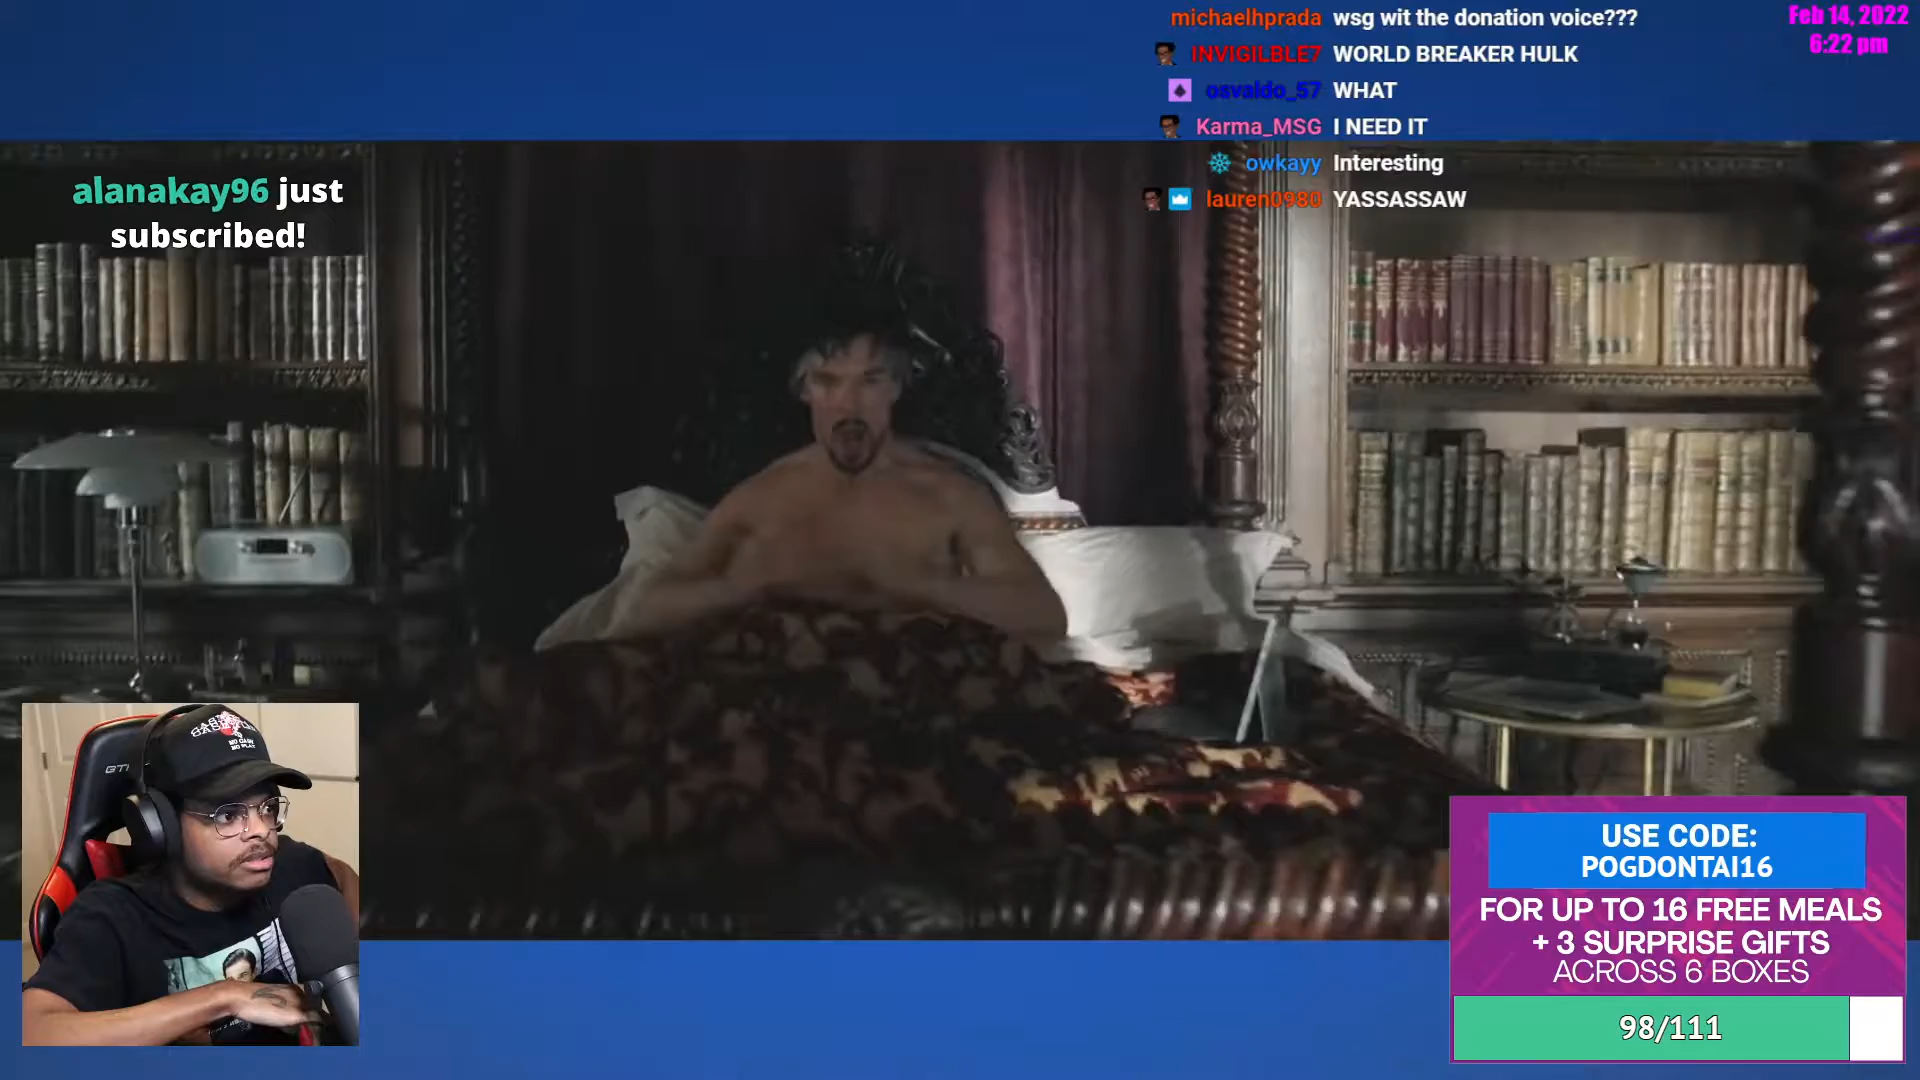 michaelhprada wsg wit the donation voice???
INVIGILBLE7 WORLD BREAKER HULK
osvaldo_57 WHAT
Karma_MSG I NEED IT
owkayy Interesting
lauren0980 YASSASSAW
Feb 14, 2022
6:22 pm
alanakay96 just
subscribed!
GTR
USE CODE:
POGDONTAI16
FOR UP TO 16 FREE MEALS
+ 3 SURPRISE GIFTS
ACROSS 6 BOXES
98/111